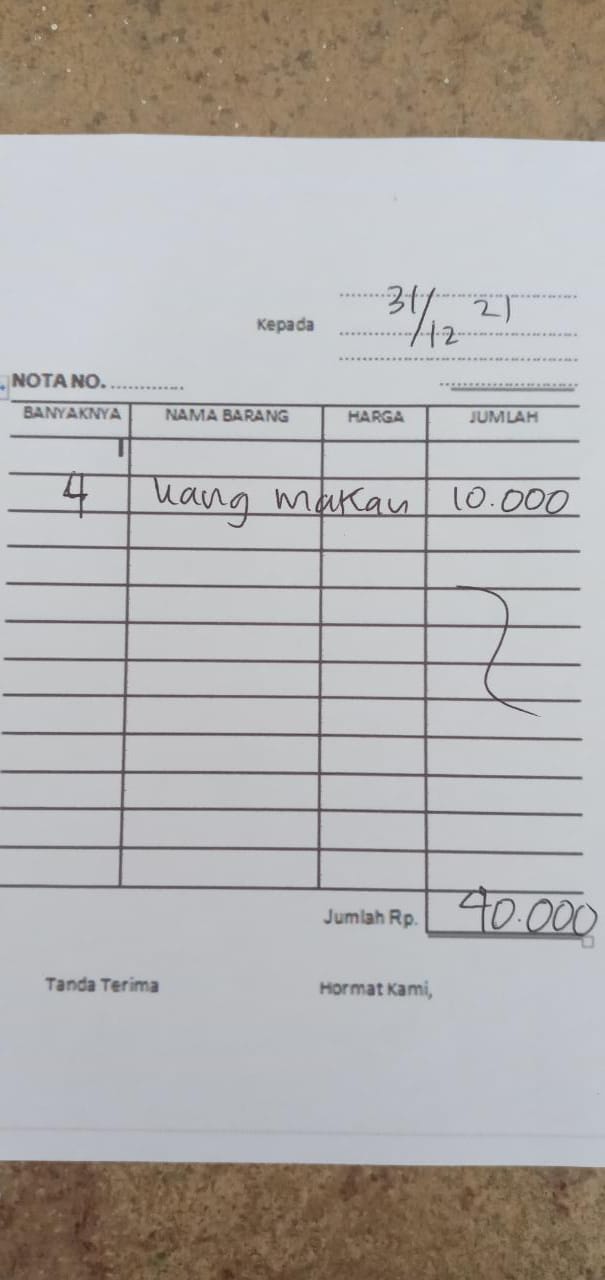 31/12 21
Kepada
NOTA NO. ............
BANYAKNYA NAMA BARANG HARGA JUMLAH
4 Uang makan 10.000
Jumlah Rp. 40.000
Tanda Terima Hormat Kami,